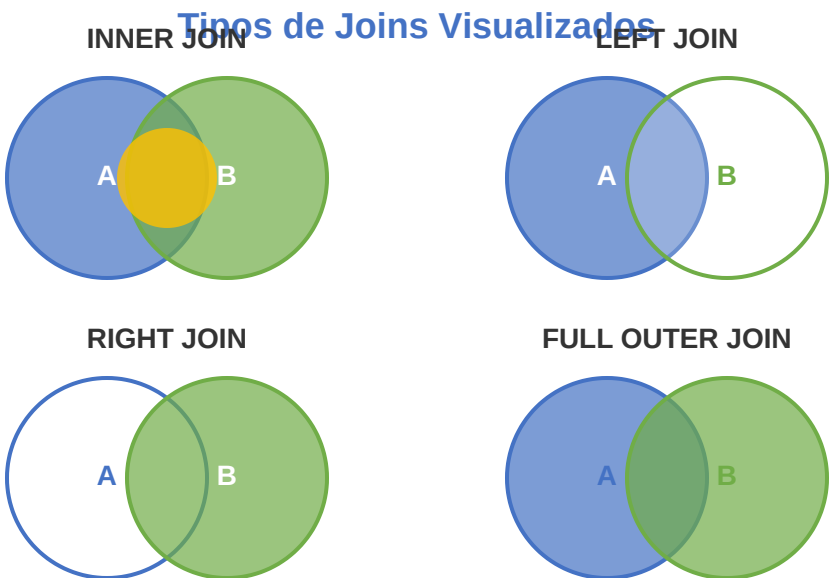 Tipos de Joins Visualizados
INNER JOIN
LEFT JOIN
A
B
A
B
RIGHT JOIN
FULL OUTER JOIN
A
B
A
B